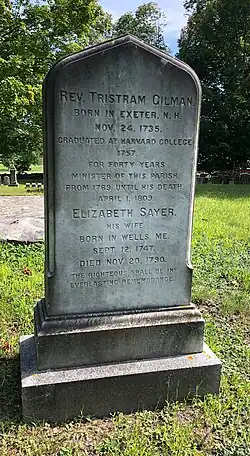 REV. TRISTRAM GILMAN,
BORN IN EXETER, N.H.
NOV. 24. 1735.
GRADUATED AT HARVARD COLLEGE
1757.
FOR FORTY YEARS
MINISTER OF THIS PARISH,
FROM 1769 UNTIL HIS DEATH
APRIL 1, 1809.
ELIZABETH SAYER.
HIS WIFE
BORN IN WELLS, ME.
SEPT. 12, 1747.
DIED NOV. 20, 1790.
THE RIGHTEOUS SHALL BE IN
EVERLASTING REMEMBRANCE.